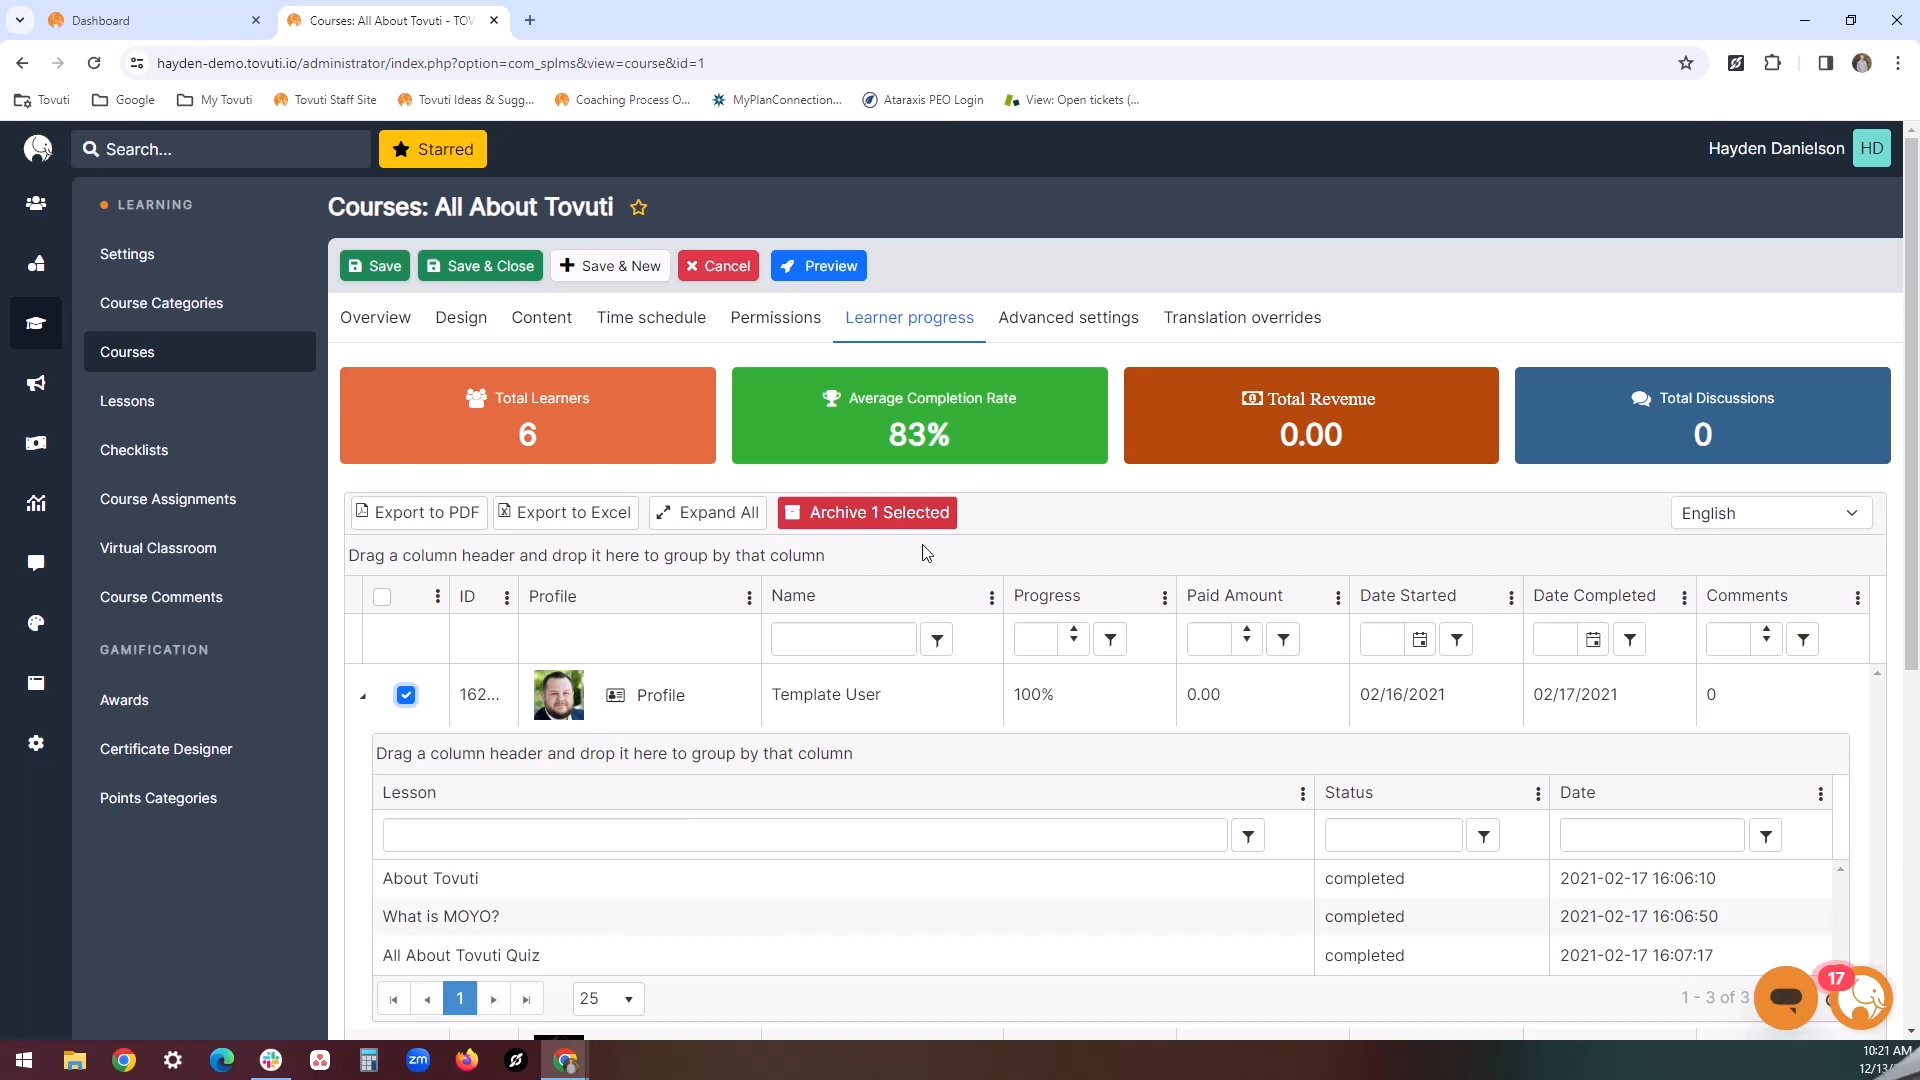 Dashboard
Courses: All About Tovuti - TOV
hayden-demo.tovuti.io/administrator/index.php?option=com_splms&view=course&id=1
Tovuti
Google
My Tovuti
Tovuti Staff Site
Tovuti Ideas & Sugg...
Coaching Process O...
MyPlanConnection...
Ataraxis PEO Login
View: Open tickets (...
Search...
Starred
Hayden Danielson
HD
LEARNING
Settings
Course Categories
Courses
Lessons
Checklists
Course Assignments
Virtual Classroom
Course Comments
GAMIFICATION
Awards
Certificate Designer
Points Categories
Courses: All About Tovuti
Save
Save & Close
Save & New
Cancel
Preview
Overview
Design
Content
Time schedule
Permissions
Learner progress
Advanced settings
Translation overrides
Total Learners
6
Average Completion Rate
83%
Total Revenue
0.00
Total Discussions
0
Export to PDF
Export to Excel
Expand All
Archive 1 Selected
English
Drag a column header and drop it here to group by that column
ID
Profile
Name
Progress
Paid Amount
Date Started
Date Completed
Comments
162...
Profile
Template User
100%
0.00
02/16/2021
02/17/2021
0
Drag a column header and drop it here to group by that column
Lesson
Status
Date
About Tovuti
completed
2021-02-17 16:06:10
What is MOYO?
completed
2021-02-17 16:06:50
All About Tovuti Quiz
completed
2021-02-17 16:07:17
1
25
1 - 3 of 3
17
zm
10:21 AM
12/13/